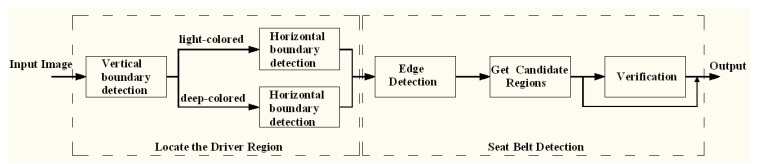 Input Image
Vertical
boundary
detection
light-colored
deep-colored
Horizontal
boundary
detection
Horizontal
boundary
detection
Locate the Driver Region
Edge
Detection
Get Candidate
Regions
Verification
Output
Seat Belt Detection